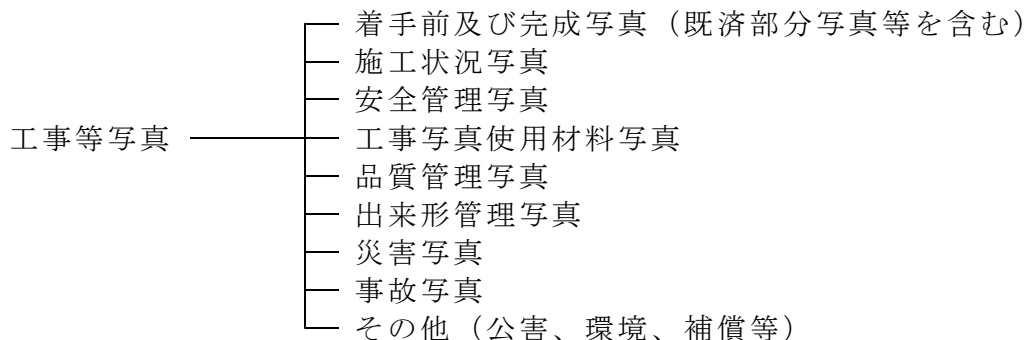 着手前及び完成写真（既済部分写真等を含む）
施工状況写真
安全管理写真
工事等写真
工事写真使用材料写真
品質管理写真
出来形管理写真
災害写真
事故写真
その他（公害、環境、補償等）